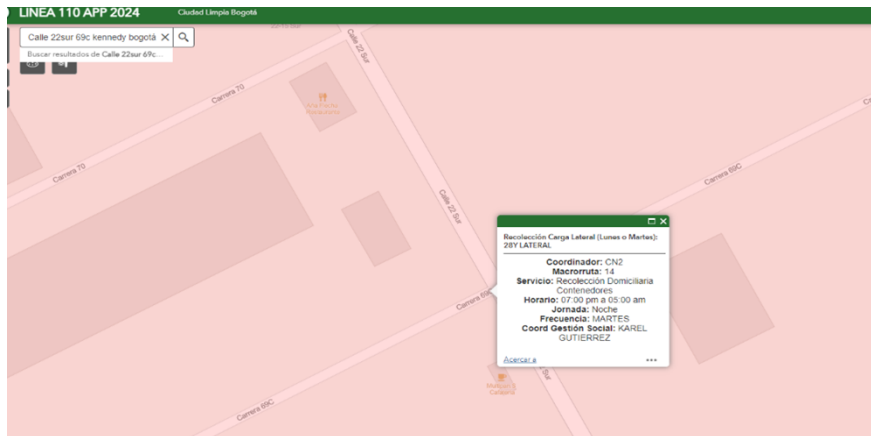 LINEA 110 APP 2024
Ciudad Limpia Bogotá
Calle 22sur 69c kennedy bogotá
Buscar resultados de Calle 22sur 69c...
Calle 22 Sur
Carrera 70
Carrera 70
Calle 22 Sur
Carrera 69C
Carrera 69C
Recolección Carga Lateral (Lunes o Martes):
28Y LATERAL
Coordinador: CN2
Macrorruta: 14
Servicio: Recolección Domiciliaria
Contenedores
Horario: 07:00 pm a 05:00 am
Jornada: Noche
Frecuencia: MARTES
Coord Gestión Social: KAREL
GUTIERREZ
Acercar a